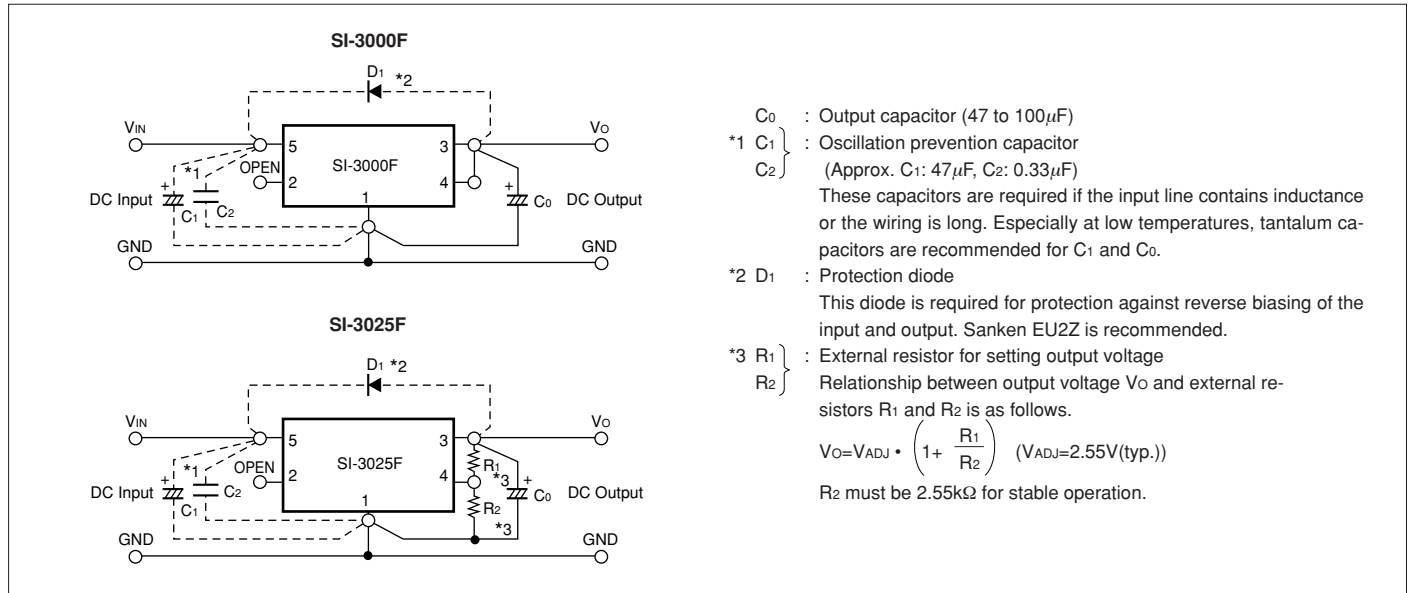 SI-3000F
D1 *2
VIN
VO
5
3
SI-3000F
*1
OPEN
2
4
+
+
DC Input
C1
C2
1
C0
DC Output
GND
GND
SI-3025F
D1 *2
VIN
VO
5
3
SI-3025F
R1
*1
OPEN
2
4
*3
+
+
DC Input
C1
C2
1
R2
C0
DC Output
*3
GND
GND
C0 : Output capacitor (47 to 100μF)
*1 C1 : Oscillation prevention capacitor
C2 (Approx. C1: 47μF, C2: 0.33μF)
These capacitors are required if the input line contains inductance
or the wiring is long. Especially at low temperatures, tantalum ca-
pacitors are recommended for C1 and C0.
*2 D1 : Protection diode
This diode is required for protection against reverse biasing of the
input and output. Sanken EU2Z is recommended.
*3 R1 : External resistor for setting output voltage
R2 Relationship between output voltage VO and external re-
sistors R1 and R2 is as follows.
VO=VADJ • (1+ R1/R2) (VADJ=2.55V(typ.))
R2 must be 2.55kΩ for stable operation.